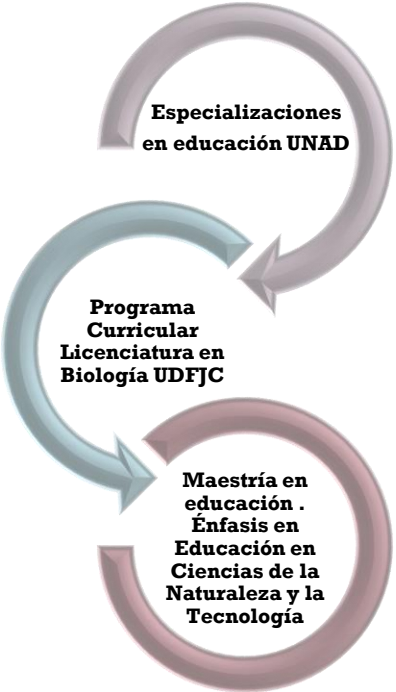 Especializaciones
en educación UNAD
Programa
Curricular
Licenciatura en
Biología UDFJC
Maestría en
educación .
Énfasis en
Educación en
Ciencias de la
Naturaleza y la
Tecnología